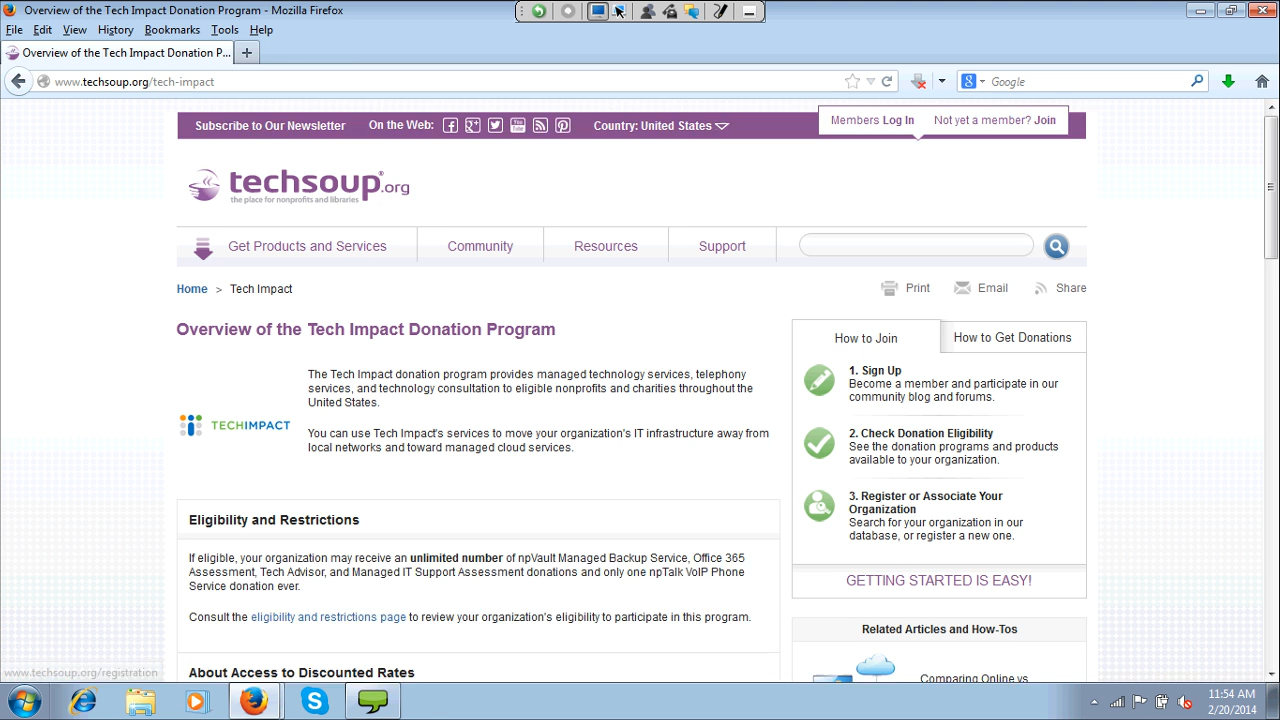 Overview of the Tech Impact Donation Program - Mozilla Firefox
File Edit View History Bookmarks Tools Help
Overview of the Tech Impact Donation P... +
www.techsoup.org/tech-impact
Google
Subscribe to Our Newsletter On the Web: Country: United States
Members Log In Not yet a member? Join
techsoup.org
the place for nonprofits and libraries
Get Products and Services Community Resources Support
Home > Tech Impact
Print Email Share
Overview of the Tech Impact Donation Program
TECHIMPACT
The Tech Impact donation program provides managed technology services, telephony
services, and technology consultation to eligible nonprofits and charities throughout the
United States.
You can use Tech Impact's services to move your organization's IT infrastructure away from
local networks and toward managed cloud services.
Eligibility and Restrictions
If eligible, your organization may receive an unlimited number of npVault Managed Backup Service, Office 365
Assessment, Tech Advisor, and Managed IT Support Assessment donations and only one npTalk VoIP Phone
Service donation ever.
Consult the eligibility and restrictions page to review your organization's eligibility to participate in this program.
About Access to Discounted Rates
How to Join How to Get Donations
1. Sign Up
Become a member and participate in our
community blog and forums.
2. Check Donation Eligibility
See the donation programs and products
available to your organization.
3. Register or Associate Your
Organization
Search for your organization in our
database, or register a new one.
GETTING STARTED IS EASY!
Related Articles and How-Tos
Comparing Online vs
www.techsoup.org/registration
11:54 AM
2/20/2014